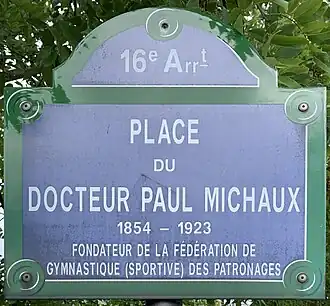 16e Arrt
PLACE
DU
DOCTEUR PAUL MICHAUX
1854 – 1923
FONDATEUR DE LA FÉDÉRATION DE
GYMNASTIQUE (SPORTIVE) DES PATRONAGES